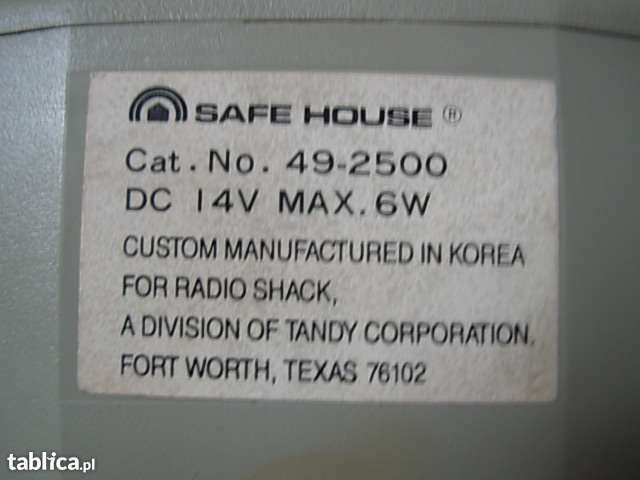 SAFE HOUSE ®
Cat. No. 49-2500
DC 14V MAX. 6W
CUSTOM MANUFACTURED IN KOREA
FOR RADIO SHACK,
A DIVISION OF TANDY CORPORATION.
FORT WORTH, TEXAS 76102
tablica.pl